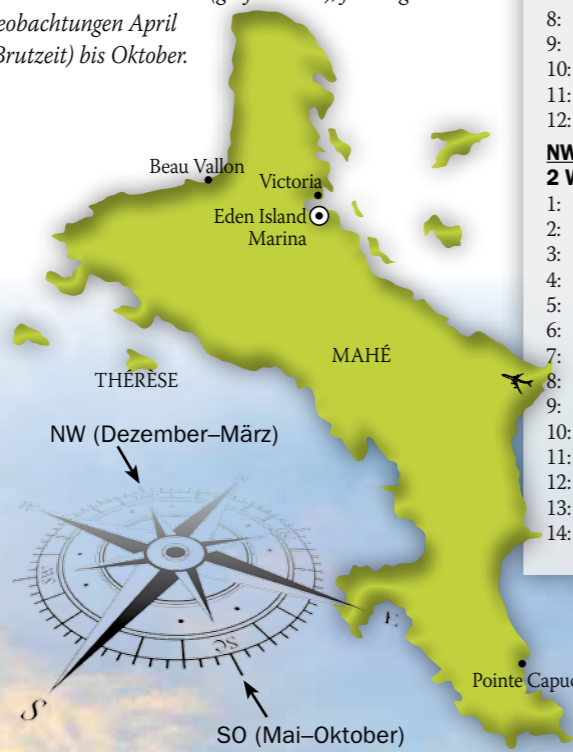 eobachtungen April
Brutzeit) bis Oktober.
8:
9:
10:
11:
12:
NW
2 W
1:
2:
3:
4:
5:
6:
7:
8:
9:
10:
11:
12:
13:
14:
Beau Vallon
Victoria
Eden Island
Marina
MAHÉ
THÉRÈSE
NW (Dezember–März)
E
S
SO (Mai–Oktober)
Pointe Capuc